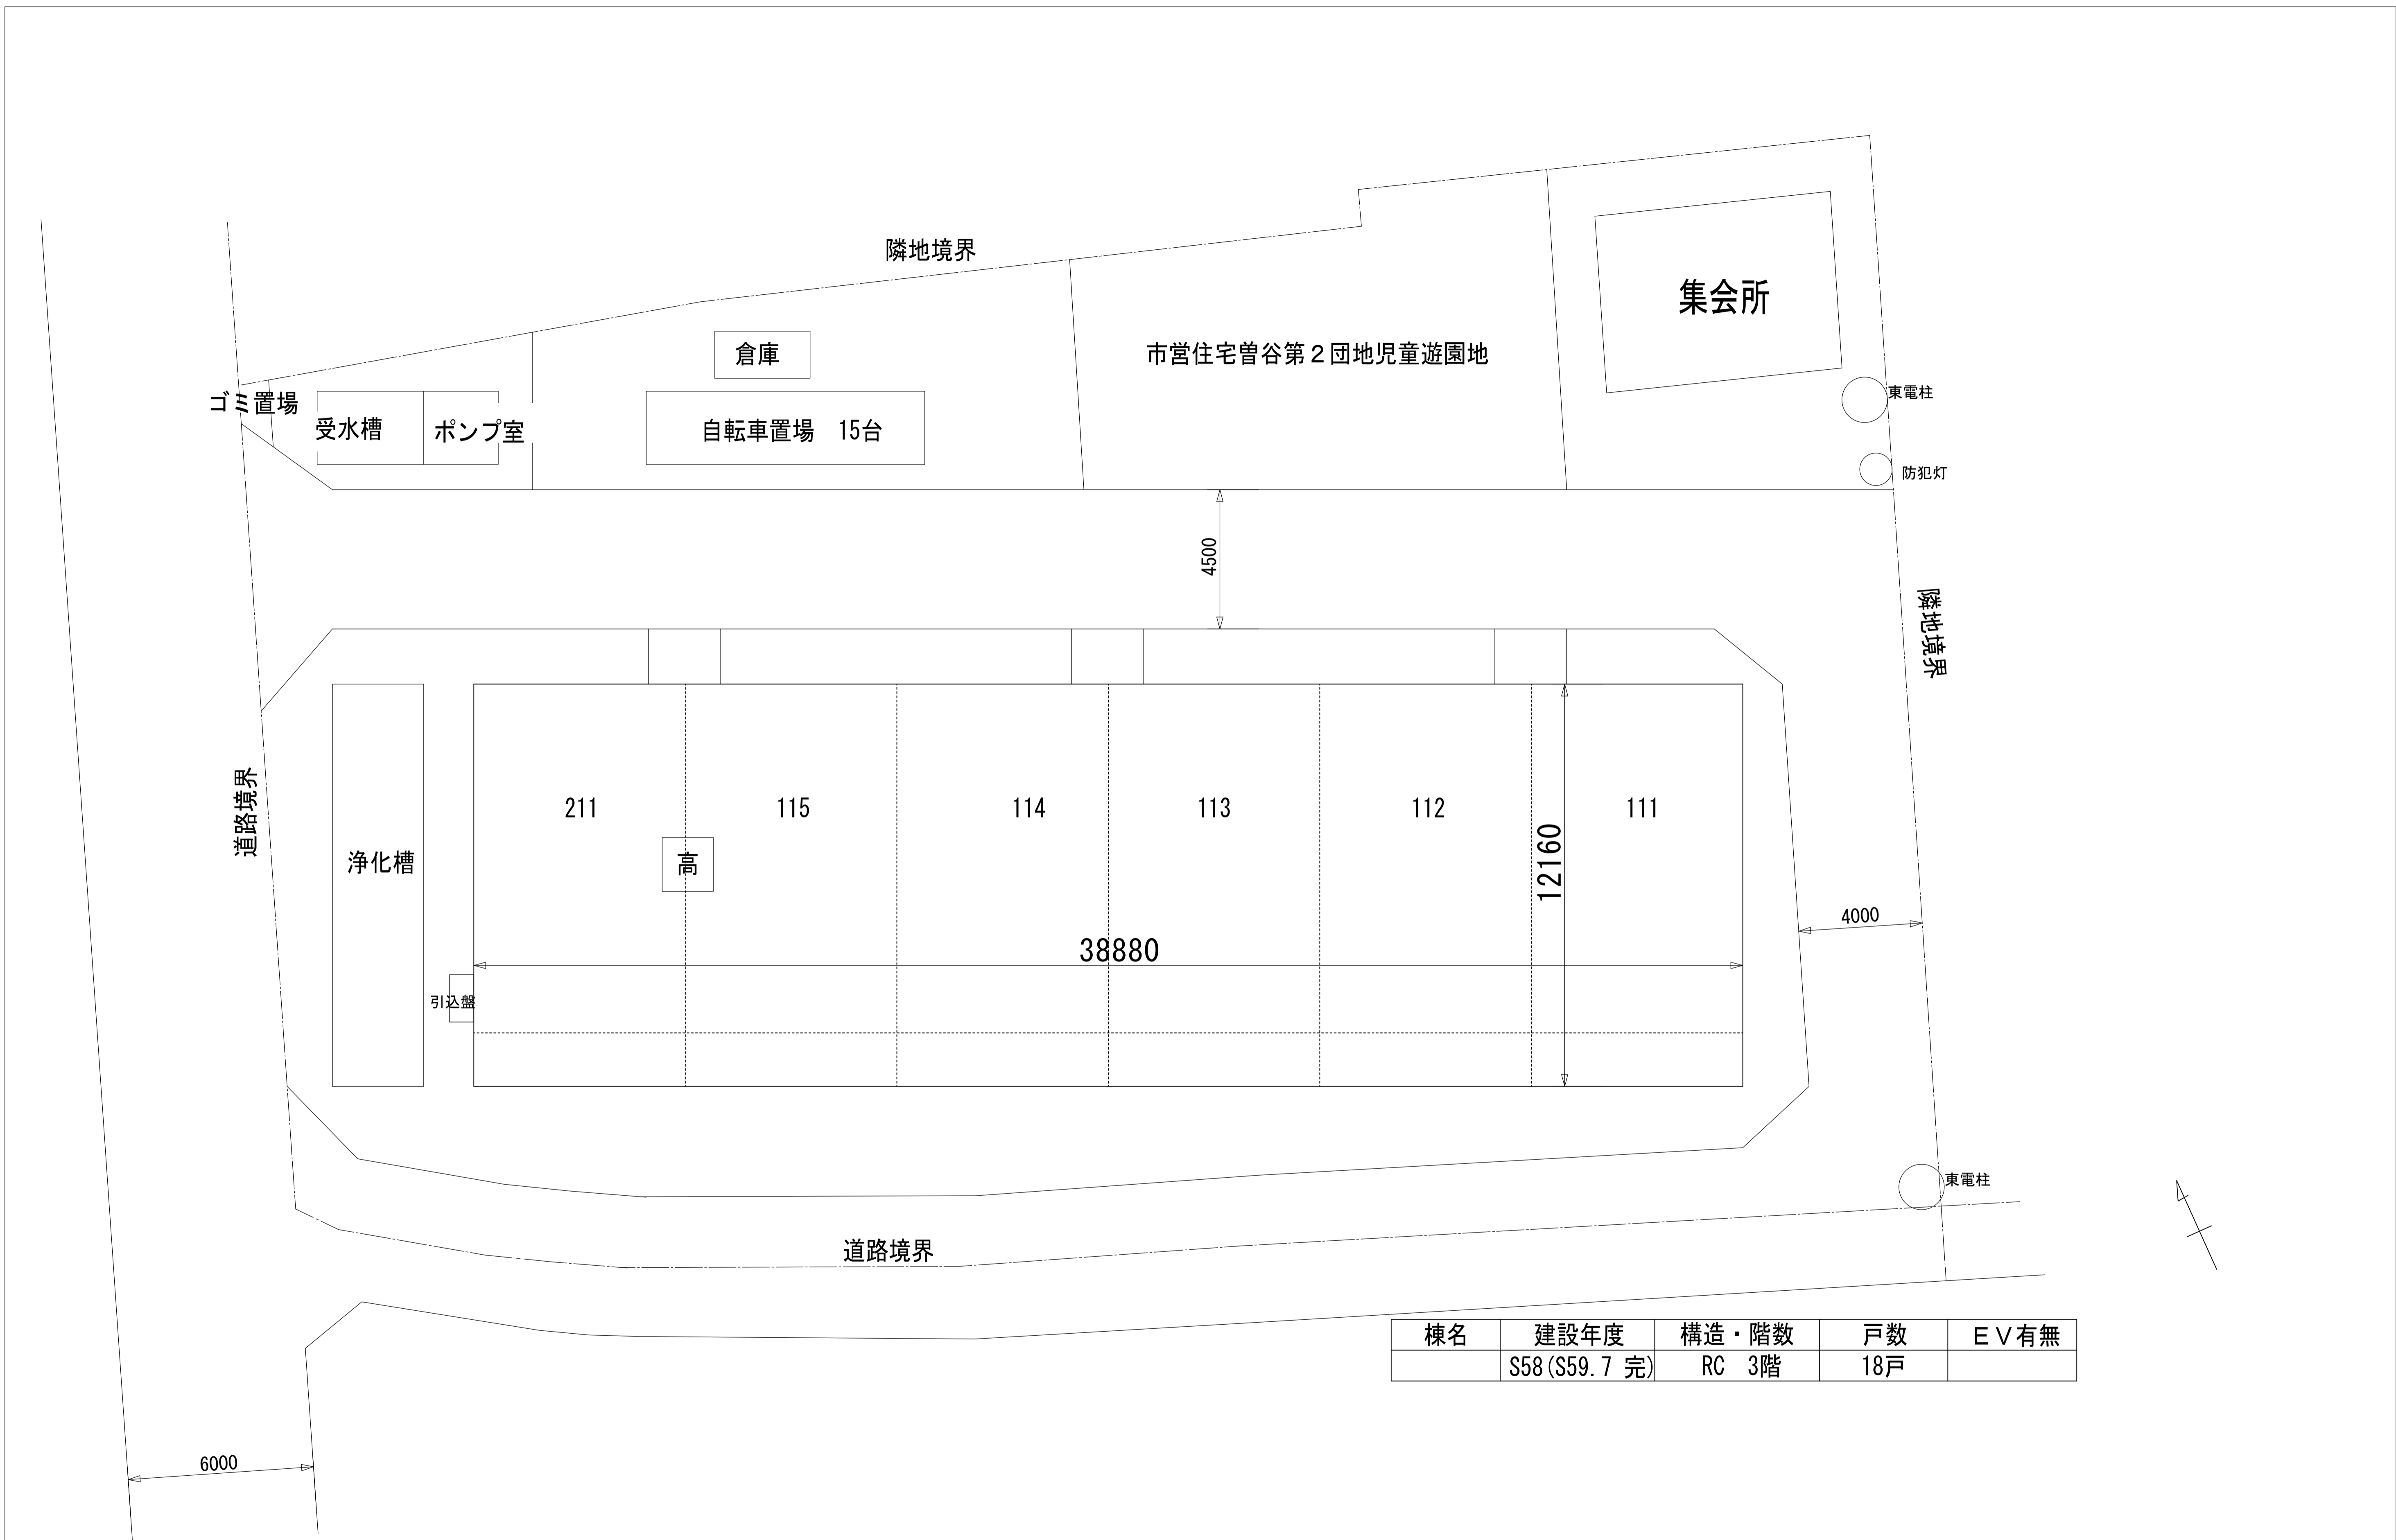 隣地境界
集会所
倉庫
市営住宅曽谷第２団地児童遊園地
ゴミ置場
受水槽
ポンプ室
自転車置場　15台
東電柱
防犯灯
4500
隣地境界
道路境界
211
115
114
113
112
111
浄化槽
高
12160
4000
38880
引込盤
東電柱
道路境界
棟名 建設年度 構造・階数 戸数 ＥＶ有無
S58(S59.7 完) RC　3階 18戸
6000